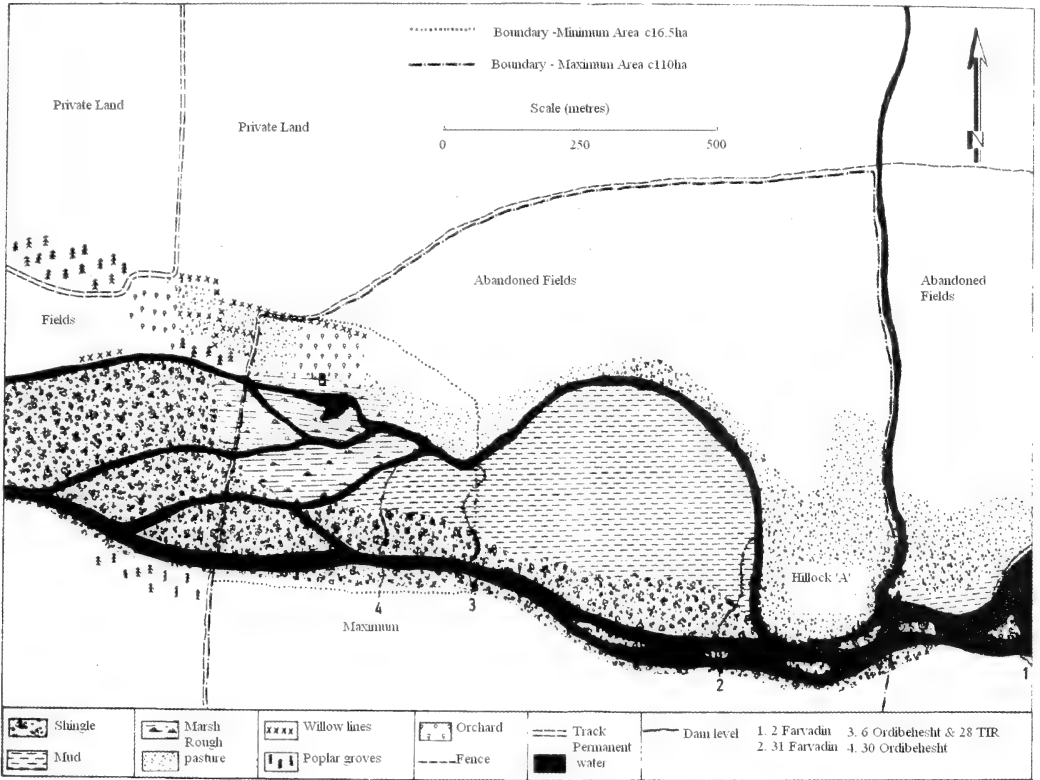 Boundary -Minimum Area c16.5ha
Boundary - Maximum Area c110ha
Scale (metres)
0 250 500
N
Private Land
Private Land
Abandoned Fields
Abandoned
Fields
Fields
Hillock 'A'
4 3
Maximum
2
1
Shingle
Mud
Marsh
Rough
pasture
Willow lines
Poplar groves
Orchard
Fence
Track
Permanent
water
Dam level
1. 2 Farvadin 3. 6 Ordibehesht & 28 TIR
2. 31 Farvadin 4. 30 Ordibehesht